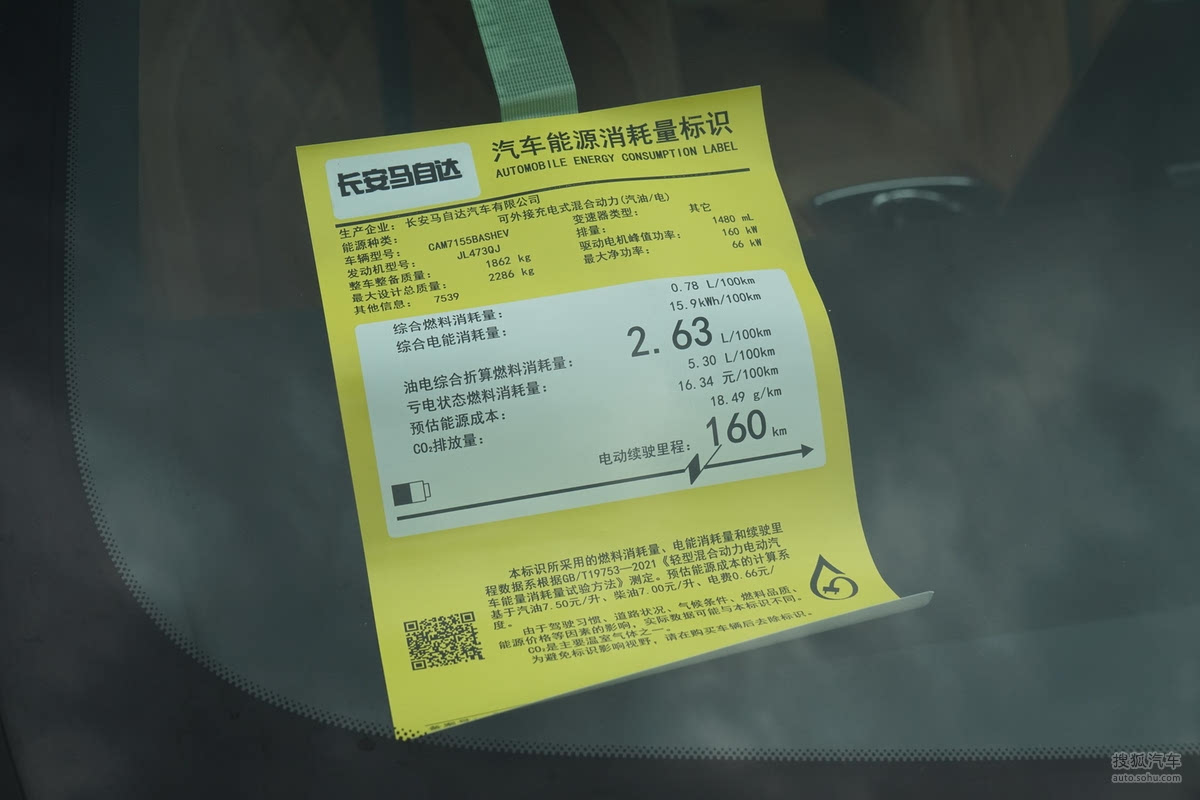 长安马自达
汽车能源消耗量标识
AUTOMOBILE ENERGY CONSUMPTION LABEL
生产企业: 长安马自达汽车有限公司
能源种类: 可外接充电式混合动力(汽油/电)
车辆型号: CAM7155BASHEV 变速器类型: 其它
发动机型号: JL473QJ 排量: 1480 mL
整车整备质量: 1862 kg 驱动电机峰值功率: 160 kW
最大设计总质量: 2286 kg 最大净功率: 66 kW
其他信息: 7539
综合燃料消耗量: 0.78 L/100km
综合电能消耗量: 15.9kWh/100km
油电综合折算燃料消耗量: 2.63 L/100km
亏电状态燃料消耗量: 5.30 L/100km
预估能源成本: 16.34 元/100km
CO₂排放量: 18.49 g/km
电动续驶里程: 160 km
本标识所采用的燃料消耗量、电能消耗量和续驶里
程数据系根据GB/T19753—2021《轻型混合动力电动汽
车能量消耗量试验方法》测定。预估能源成本的计算系
基于汽油7.50元/升、柴油7.00元/升、电费0.66元/
度。
由于驾驶习惯、道路状况、气候条件、燃料品质、
能源价格等因素的影响，实际数据可能与本标识不同。
CO₂是主要温室气体之一。
为避免标识影响视野，请在购买车辆后去除标识。
搜狐汽车
auto.sohu.com